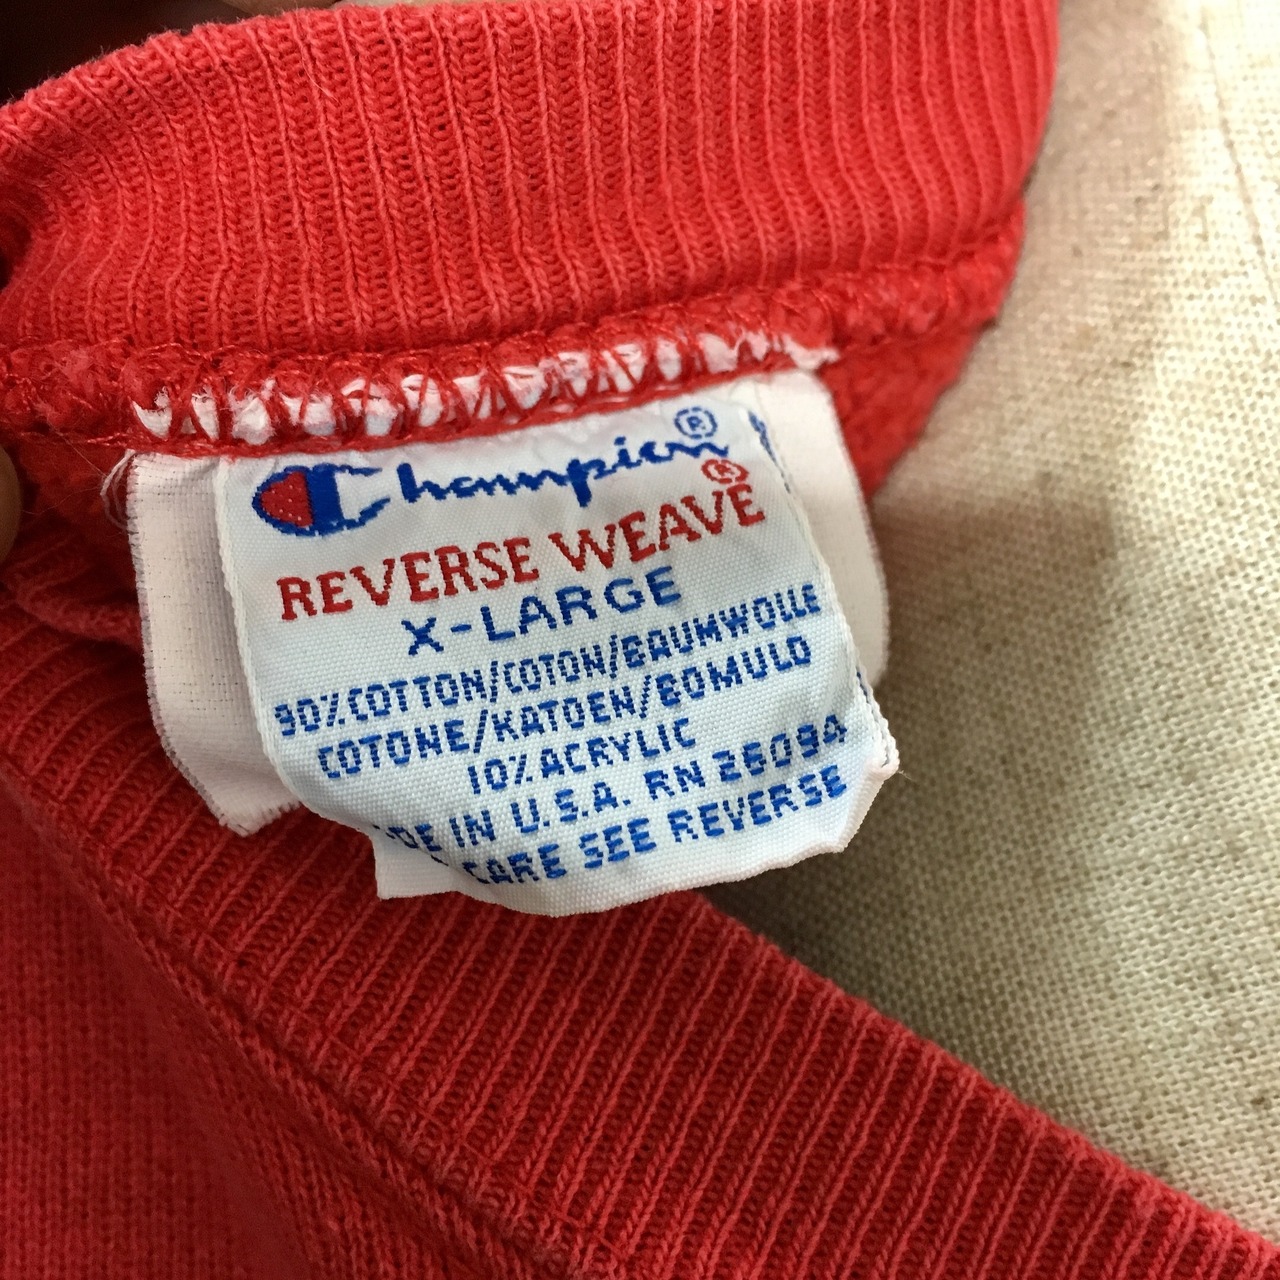 Champion®
REVERSE WEAVE®
X-LARGE
90% COTTON/COTON/BAUMWOLLE
COTONE/KATOEN/BOMULD
10% ACRYLIC
IN U.S.A. RN 26094
CARE SEE REVERSE